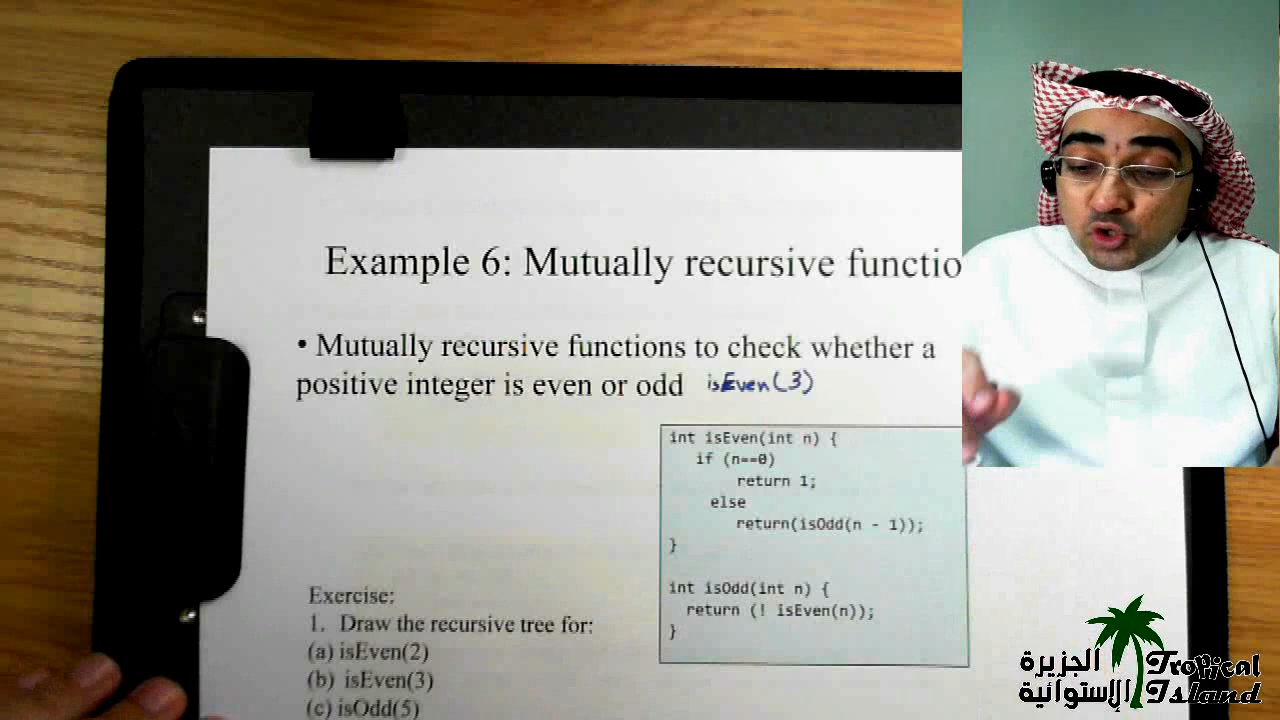 Example 6: Mutually recursive functio
• Mutually recursive functions to check whether a
positive integer is even or odd isEven(3)
int isEven(int n) {
if (n==0)
return 1;
else
return(isOdd(n - 1));
}
int isOdd(int n) {
return (! isEven(n));
}
Exercise:
1. Draw the recursive tree for:
(a) isEven(2)
(b) isEven(3)
(c) isOdd(5)
الجزيرة
الإستوائية
Tropical
Island